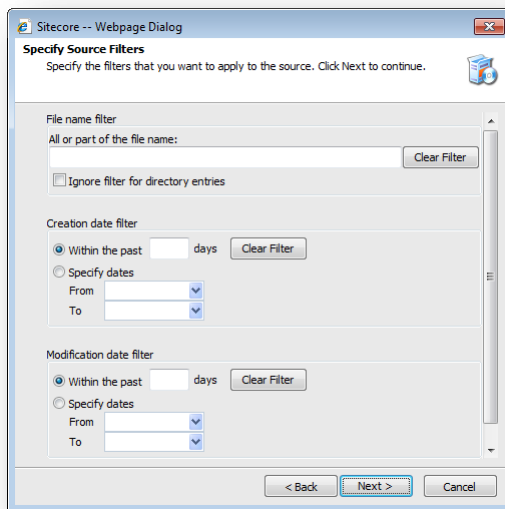 Sitecore -- Webpage Dialog
Specify Source Filters
Specify the filters that you want to apply to the source. Click Next to continue.
File name filter
All or part of the file name:
Clear Filter
Ignore filter for directory entries
Creation date filter
Within the past days Clear Filter
Specify dates
From
To
Modification date filter
Within the past days Clear Filter
Specify dates
From
To
< Back Next > Cancel